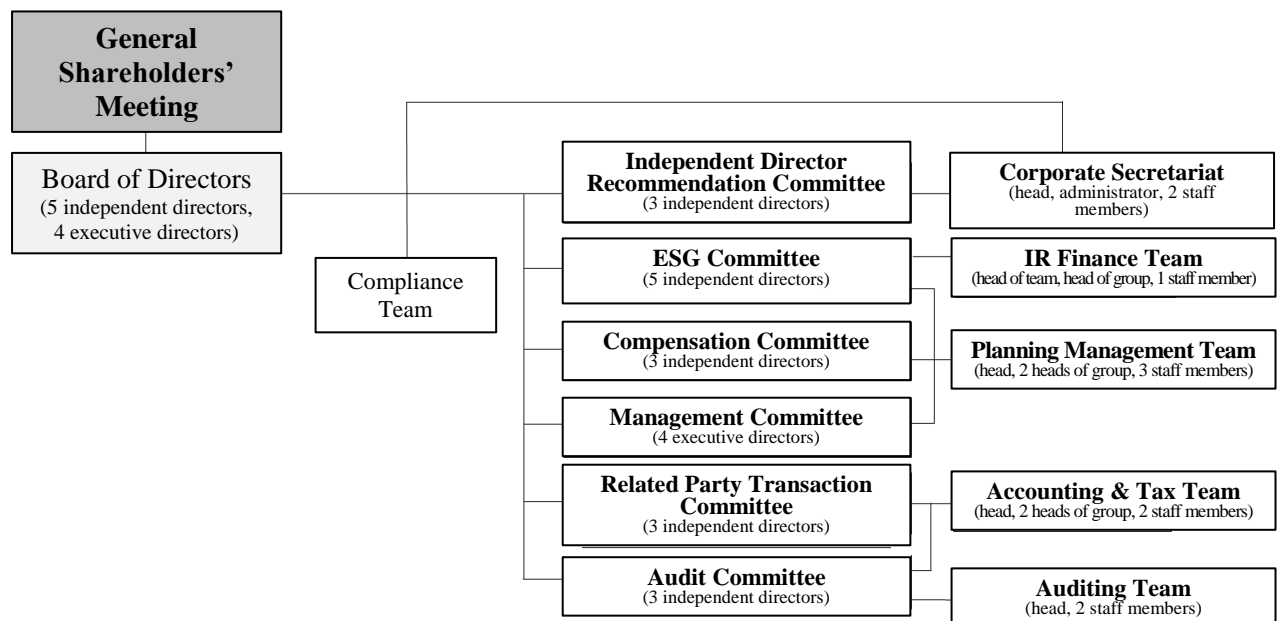 General
Shareholders’
Meeting
Board of Directors
(5 independent directors,
4 executive directors)
Compliance
Team
Independent Director
Recommendation Committee
(3 independent directors)
ESG Committee
(5 independent directors)
Compensation Committee
(3 independent directors)
Management Committee
(4 executive directors)
Related Party Transaction
Committee
(3 independent directors)
Audit Committee
(3 independent directors)
Corporate Secretariat
(head, administrator, 2 staff
members)
IR Finance Team
(head of team, head of group, 1 staff member)
Planning Management Team
(head, 2 heads of group, 3 staff members)
Accounting & Tax Team
(head, 2 heads of group, 2 staff members)
Auditing Team
(head, 2 staff members)